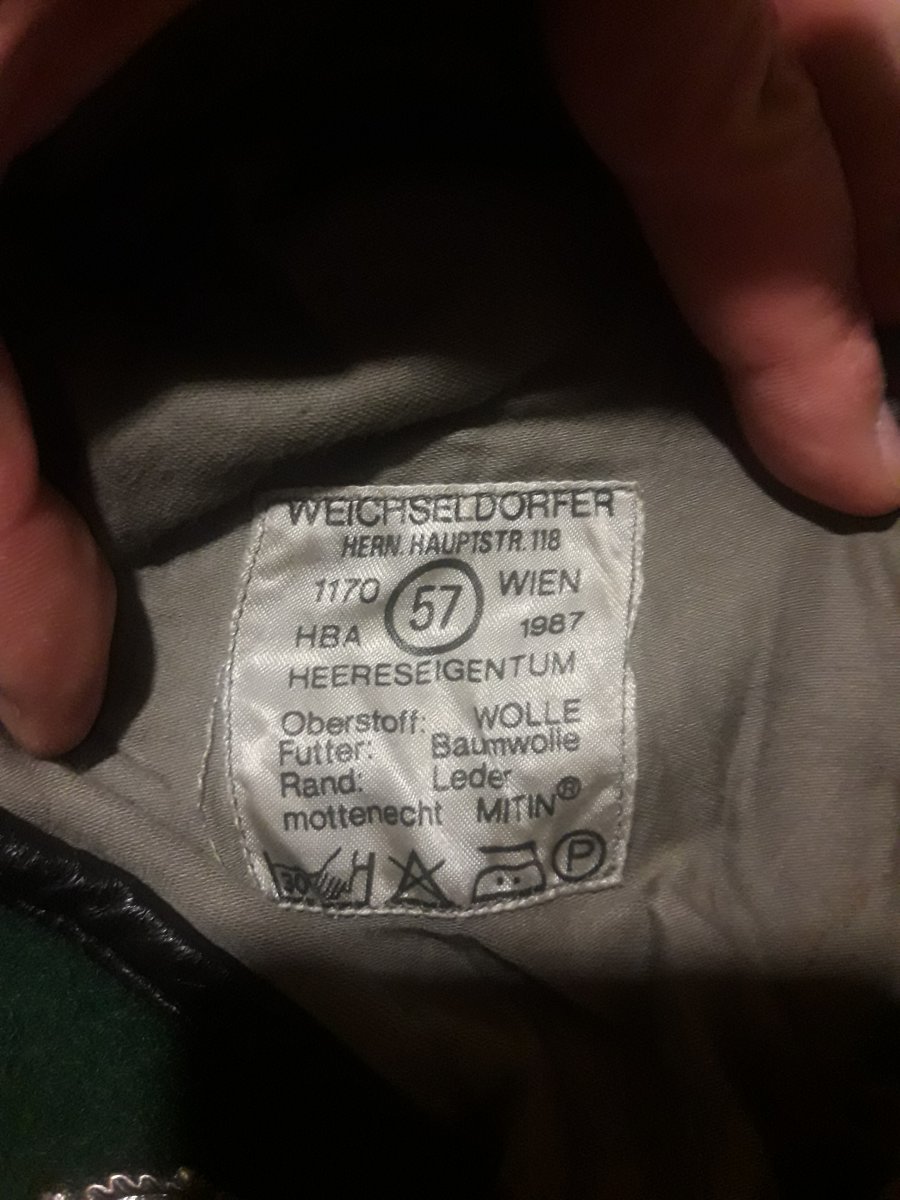 WEICHSELDORFER
HERN. HAUPTSTR. 118
1170 57 WIEN
HBA 1987
HEERESEIGENTUM
Oberstoff: WOLLE
Futter: Baumwolle
Rand: Leder
mottenecht MITIN®
30 P